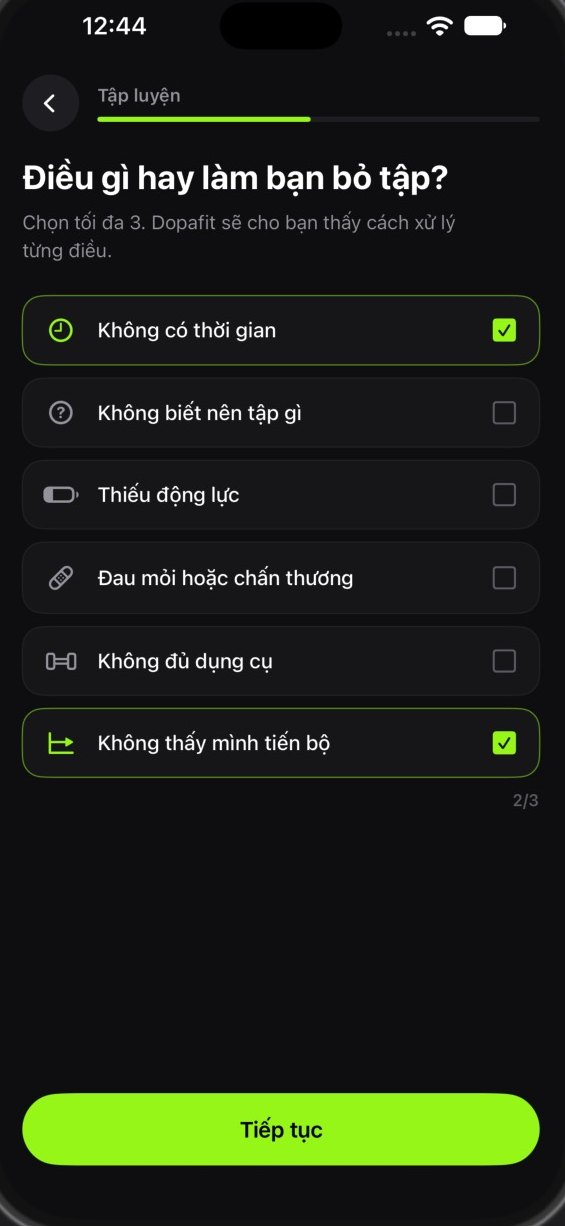 12:44
Tập luyện
Điều gì hay làm bạn bỏ tập?
Chọn tối đa 3. Dopafit sẽ cho bạn thấy cách xử lý
từng điều.
Không có thời gian
Không biết nên tập gì
Thiếu động lực
Đau mỏi hoặc chấn thương
Không đủ dụng cụ
Không thấy mình tiến bộ
2/3
Tiếp tục